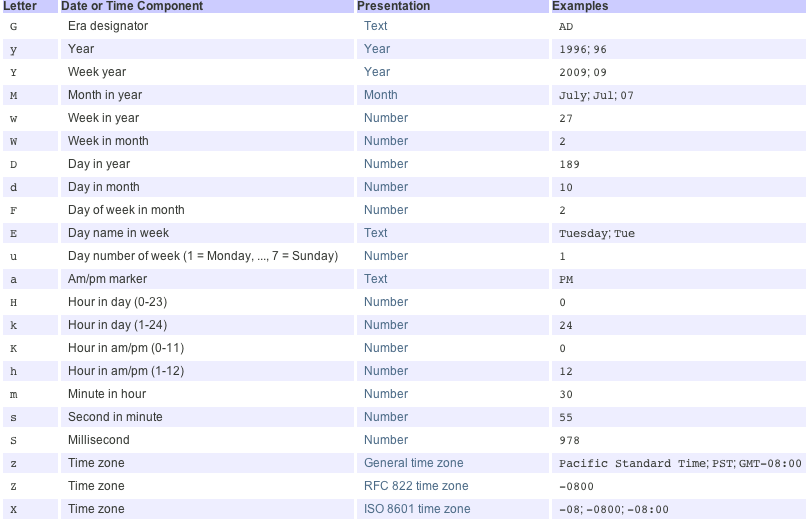 Letter Date or Time Component Presentation Examples
G Era designator Text AD
y Year Year 1996; 96
Y Week year Year 2009; 09
M Month in year Month July; Jul; 07
w Week in year Number 27
W Week in month Number 2
D Day in year Number 189
d Day in month Number 10
F Day of week in month Number 2
E Day name in week Text Tuesday; Tue
u Day number of week (1 = Monday, ..., 7 = Sunday) Number 1
a Am/pm marker Text PM
H Hour in day (0-23) Number 0
k Hour in day (1-24) Number 24
K Hour in am/pm (0-11) Number 0
h Hour in am/pm (1-12) Number 12
m Minute in hour Number 30
s Second in minute Number 55
S Millisecond Number 978
z Time zone General time zone Pacific Standard Time; PST; GMT-08:00
Z Time zone RFC 822 time zone -0800
X Time zone ISO 8601 time zone -08; -0800; -08:00